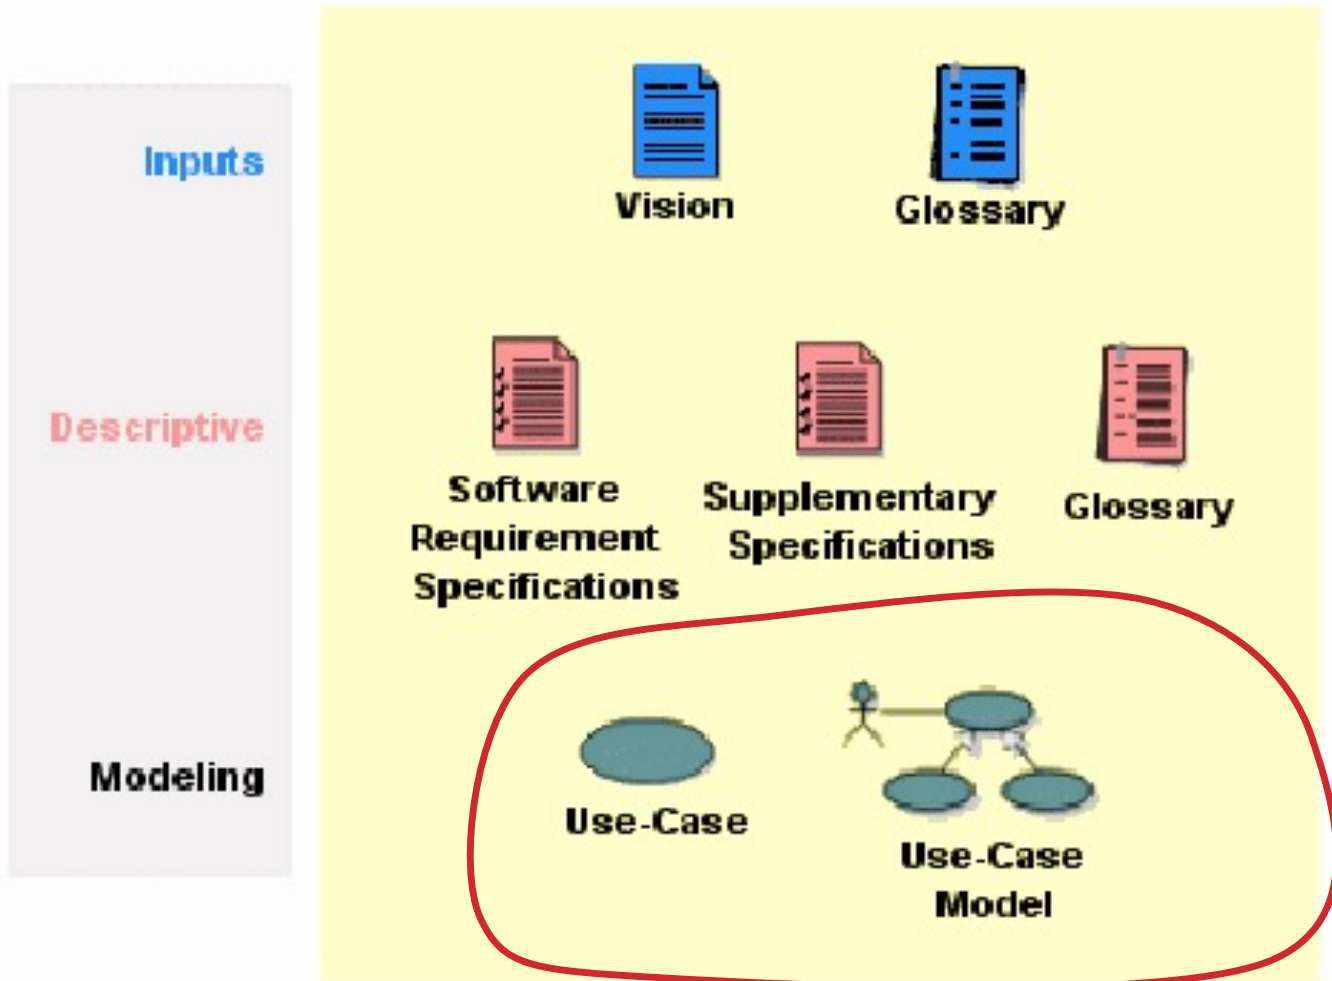 Inputs
Vision
Glossary
Descriptive
Software
Requirement
Specifications
Supplementary
Specifications
Glossary
Modeling
Use-Case
Use-Case
Model